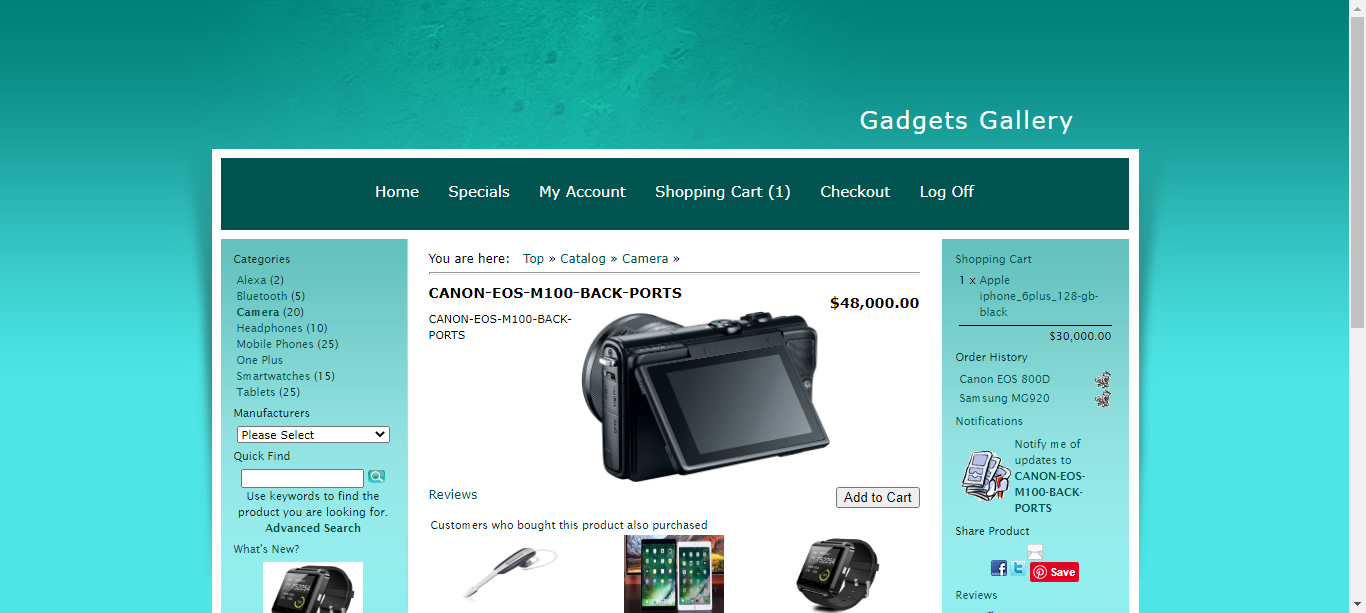 Gadgets Gallery
Home Specials My Account Shopping Cart (1) Checkout Log Off
Categories
Alexa (2)
Bluetooth (5)
Camera (20)
Headphones (10)
Mobile Phones (25)
One Plus
Smartwatches (15)
Tablets (25)
Manufacturers
Please Select
Quick Find
Use keywords to find the
product you are looking for.
Advanced Search
What's New?
You are here: Top » Catalog » Camera »
CANON-EOS-M100-BACK-PORTS
$48,000.00
CANON-EOS-M100-BACK-
PORTS
Reviews
Add to Cart
Customers who bought this product also purchased
Shopping Cart
1 x Apple
iphone_6plus_128-gb-
black
$30,000.00
Order History
Canon EOS 800D
Samsung MG920
Notifications
Notify me of
updates to
CANON-EOS-
M100-BACK-
PORTS
Share Product
Save
Reviews